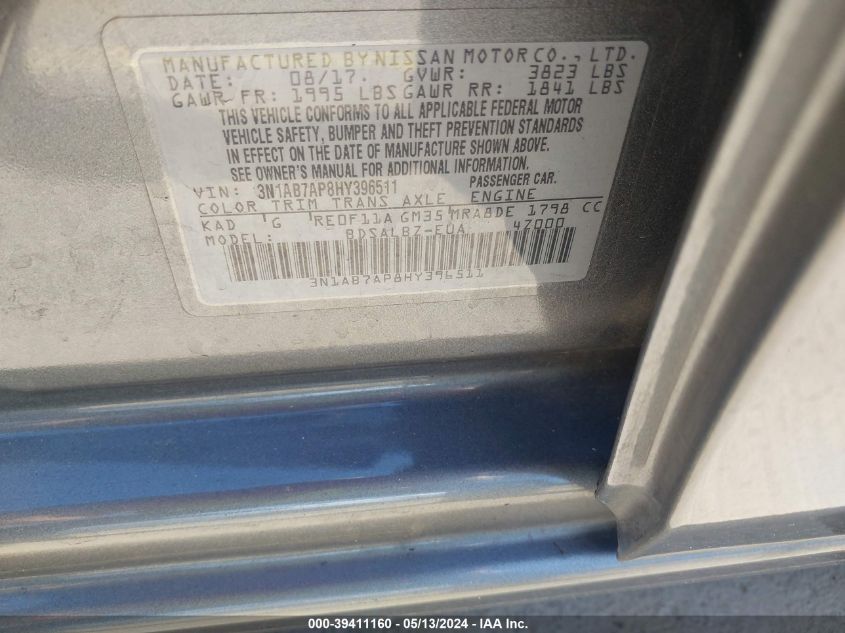 MANUFACTURED BY NISSAN MOTOR CO., LTD.
DATE: 08/17. GVWR: 3823 LBS
GAWR FR: 1995 LBS GAWR RR: 1841 LBS
THIS VEHICLE CONFORMS TO ALL APPLICABLE FEDERAL MOTOR
VEHICLE SAFETY, BUMPER AND THEFT PREVENTION STANDARDS
IN EFFECT ON THE DATE OF MANUFACTURE SHOWN ABOVE.
SEE OWNER'S MANUAL FOR ADDITIONAL INFORMATION.
VIN: 3N1AB7AP8HY396511 PASSENGER CAR.
COLOR TRIM TRANS AXLE ENGINE
KAD G RE0F11A GM35 MRA8DE 1798 CC
MODEL: BDSALBZ-EUA 4Z000
3N1AB7AP8HY396511
000-39411160 - 05/13/2024 - IAA Inc.